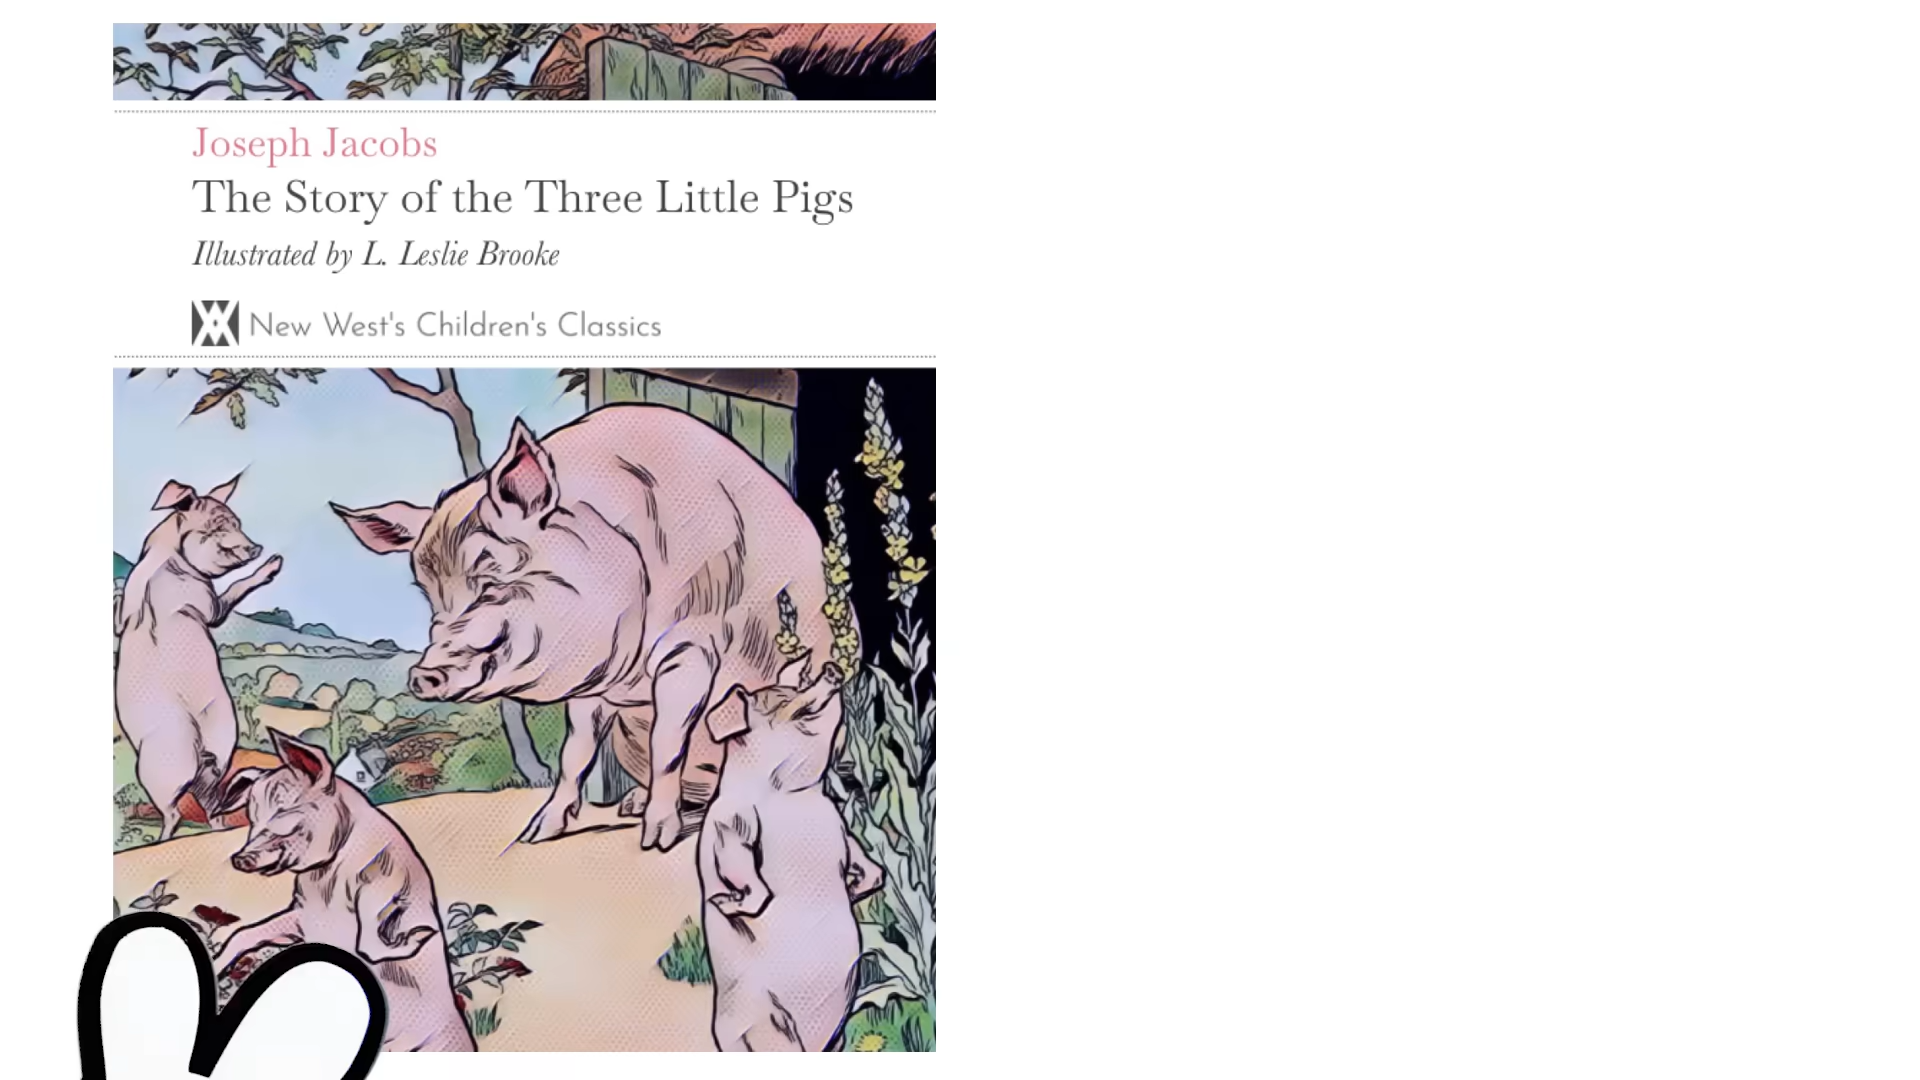 Joseph Jacobs
The Story of the Three Little Pigs
Illustrated by L. Leslie Brooke
New West's Children's Classics